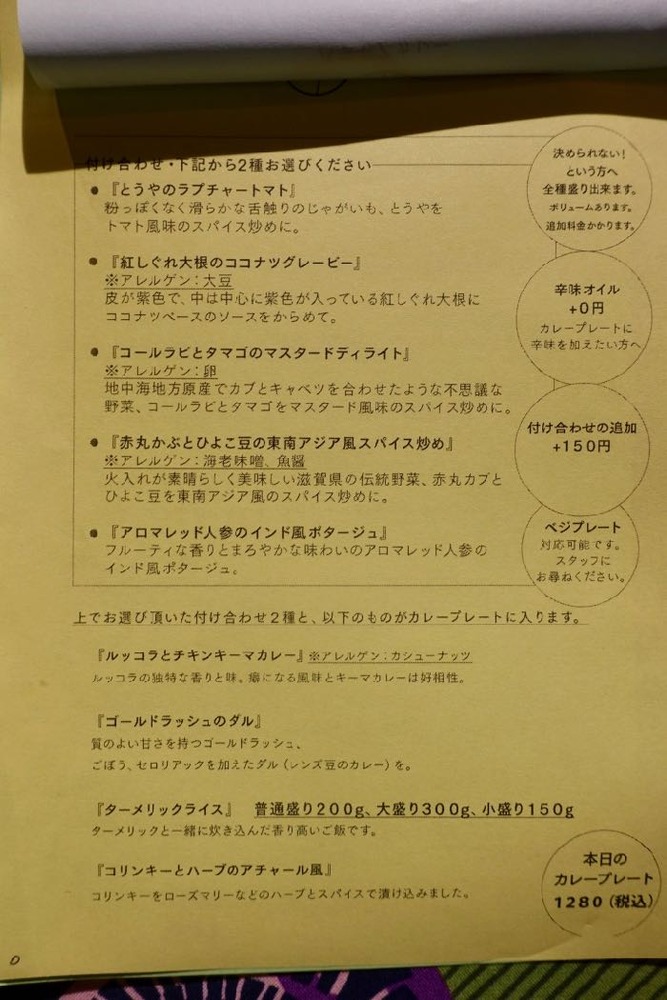 付け合わせ・下記から2種お選びください
●『とうやのラプチャートマト』
粉っぽくなく滑らかな舌触りのじゃがいも、とうやを
トマト風味のスパイス炒めに。
●『紅しぐれ大根のココナツグレービー』
※アレルゲン：大豆
皮が紫色で、中は中心に紫色が入っている紅しぐれ大根に
ココナツベースのソースをからめて。
●『コールラビとタマゴのマスタードディライト』
※アレルゲン：卵
地中海地方原産でカブとキャベツを合わせたような不思議な
野菜、コールラビとタマゴをマスタード風味のスパイス炒めに。
●『赤丸かぶとひよこ豆の東南アジア風スパイス炒め』
※アレルゲン：海老味噌、魚醤
火入れが素晴らしく美味しい滋賀県の伝統野菜、赤丸カブと
ひよこ豆を東南アジア風のスパイス炒めに。
●『アロマレッド人参のインド風ポタージュ』
フルーティな香りとまろやかな味わいのアロマレッド人参の
インド風ポタージュ。
決められない！
という方へ
全種盛り出来ます。
ボリュームあります。
追加料金かかります。
辛味オイル
+0円
カレープレートに
辛味を加えたい方へ
付け合わせの追加
+150円
ベジプレート
対応可能です。
スタッフに
お尋ねください。
上でお選び頂いた付け合わせ2種と、以下のものがカレープレートに入ります。
『ルッコラとチキンキーマカレー』※アレルゲン：カシューナッツ
ルッコラの独特な香りと味。癖になる風味とキーマカレーは好相性。
『ゴールドラッシュのダル』
質のよい甘さを持つゴールドラッシュ、
ごぼう、セロリアックを加えたダル（レンズ豆のカレー）を。
『ターメリックライス』 普通盛り200g、大盛り300g、小盛り150g
ターメリックと一緒に炊き込んだ香り高いご飯です。
『コリンキーとハーブのアチャール風』
コリンキーをローズマリーなどのハーブとスパイスで漬け込みました。
本日の
カレープレート
1280（税込）